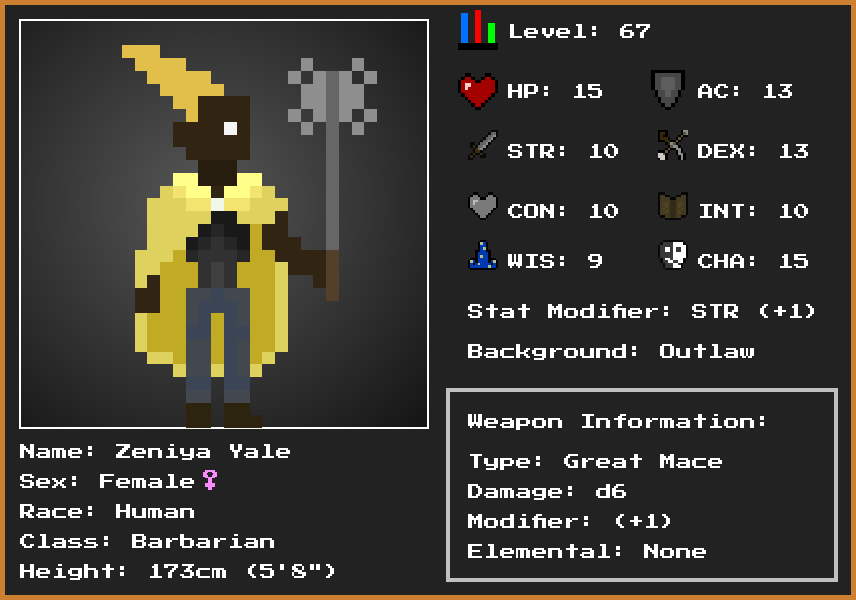 Level: 67
HP: 15
AC: 13
STR: 10
DEX: 13
CON: 10
INT: 10
WIS: 9
CHA: 15
Stat Modifier: STR (+1)
Background: Outlaw
Weapon Information:
Type: Great Mace
Damage: d6
Modifier: (+1)
Elemental: None
Name: Zeniya Yale
Sex: Female♀
Race: Human
Class: Barbarian
Height: 173cm (5'8")